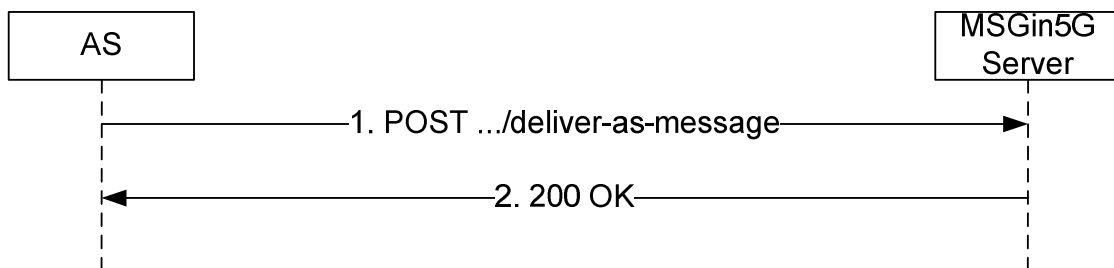 AS
MSGin5G
Server
1. POST .../deliver-as-message
2. 200 OK